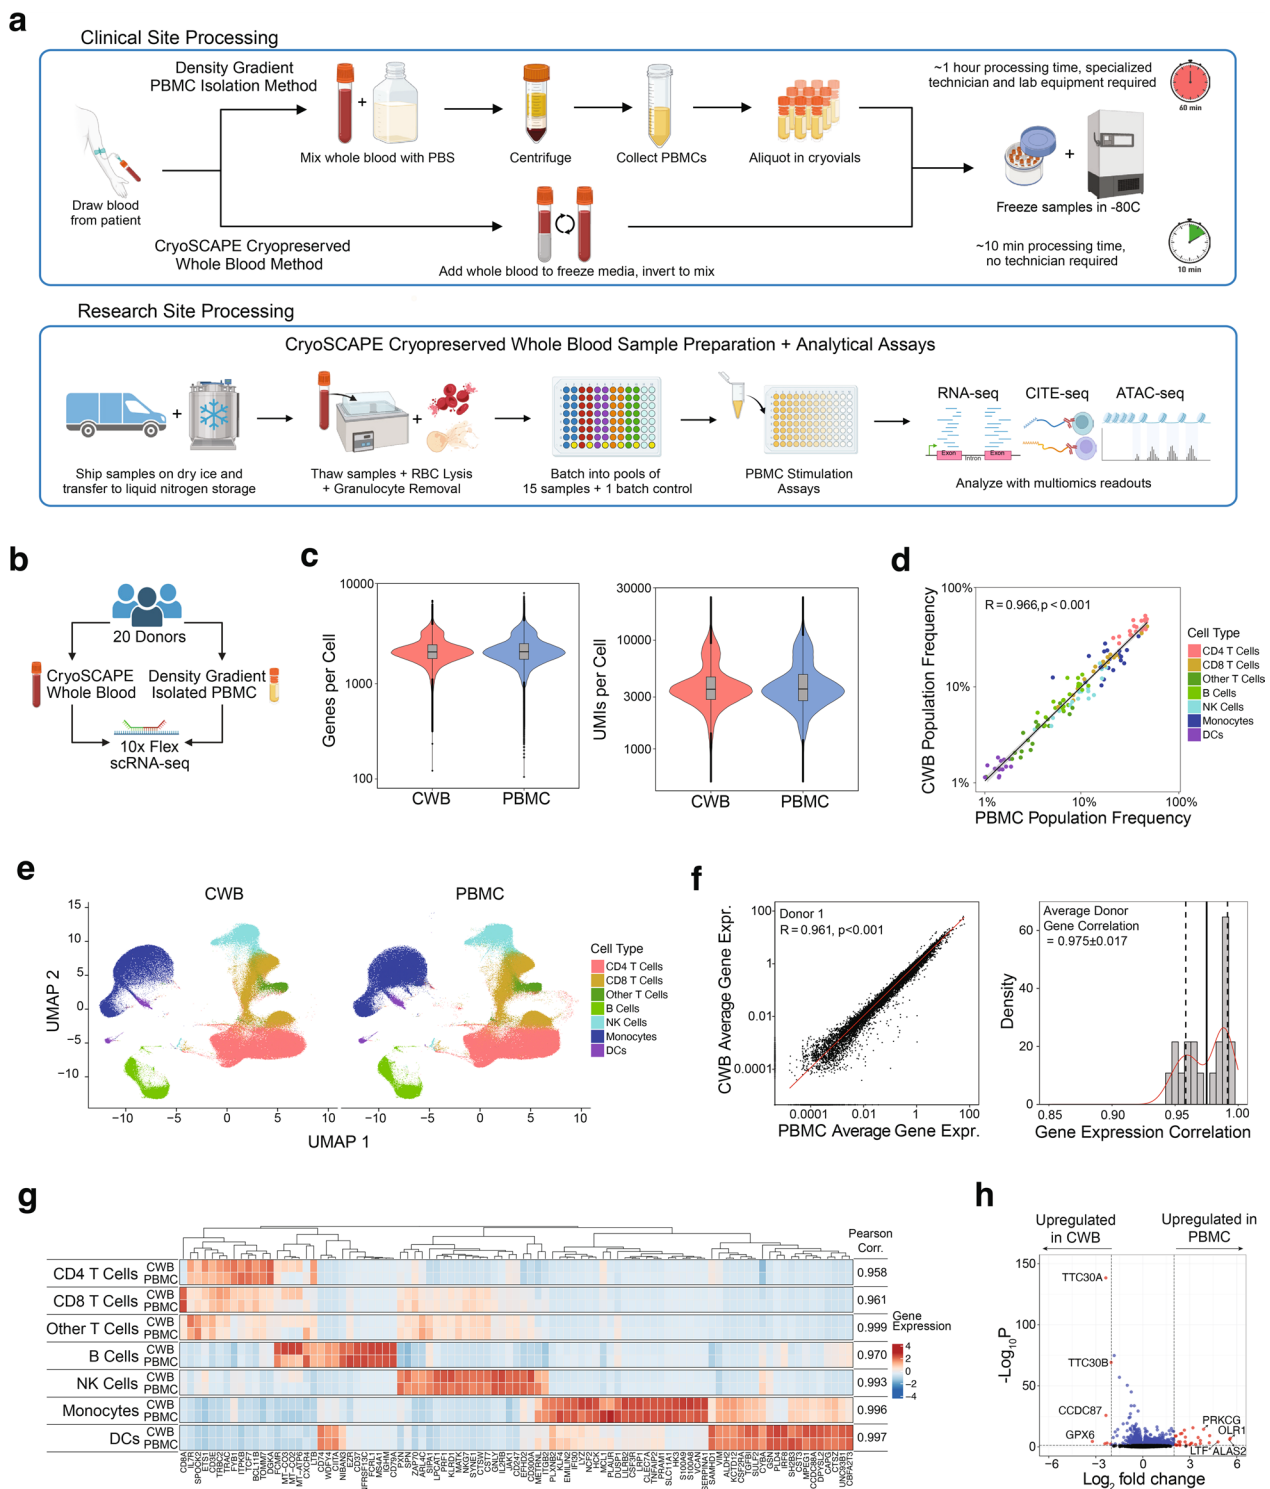 a
Clinical Site Processing
Density Gradient
PBMC Isolation Method
+
Mix whole blood with PBS
Centrifuge
Collect PBMCs
Aliquot in cryovials
~1 hour processing time, specialized
technician and lab equipment required
60 min
+
Freeze samples in -80C
Draw blood
from patient
CryoSCAPE Cryopreserved
Whole Blood Method
Add whole blood to freeze media, invert to mix
~10 min processing time,
no technician required
10 min
Research Site Processing
CryoSCAPE Cryopreserved Whole Blood Sample Preparation + Analytical Assays
+
+
RNA-seq
CITE-seq
ATAC-seq
Exon
Intron
Exon
Ship samples on dry ice and
transfer to liquid nitrogen storage
Thaw samples + RBC Lysis
+ Granulocyte Removal
Batch into pools of
15 samples + 1 batch control
PBMC Stimulation
Assays
Analyze with multiomics readouts
b
20 Donors
CryoSCAPE
Whole Blood
Density Gradient
Isolated PBMC
10x Flex
scRNA-seq
c
Genes per Cell
10000
1000
100
CWB
PBMC
UMIs per Cell
30000
10000
3000
1000
CWB
PBMC
d
CWB Population Frequency
100%
10%
1%
R = 0.966, p < 0.001
1%
10%
100%
PBMC Population Frequency
Cell Type
CD4 T Cells
CD8 T Cells
Other T Cells
B Cells
NK Cells
Monocytes
DCs
e
CWB
PBMC
UMAP 2
15
10
5
0
−5
−10
−10
−5
0
5
10
−10
−5
0
5
10
UMAP 1
Cell Type
CD4 T Cells
CD8 T Cells
Other T Cells
B Cells
NK Cells
Monocytes
DCs
f
CWB Average Gene Expr.
100
1
0.01
0.0001
Donor 1
R = 0.961, p<0.001
0.0001
0.01
1
100
PBMC Average Gene Expr.
Density
60
40
20
0
Average Donor
Gene Correlation
= 0.975±0.017
0.85
0.90
0.95
1.00
Gene Expression Correlation
g
Pearson
Corr.
CD4 T Cells CWB PBMC 0.958
CD8 T Cells CWB PBMC 0.961
Other T Cells CWB PBMC 0.999
B Cells CWB PBMC 0.970
NK Cells CWB PBMC 0.993
Monocytes CWB PBMC 0.996
DCs CWB PBMC 0.997
Gene
Expression
4
2
0
−2
−4
h
Upregulated
in CWB
Upregulated in
PBMC
-Log10P
150
100
50
0
TTC30A
TTC30B
CCDC87
GPX6
PRKCG
OLR1
LTF
ALAS2
−6
−3
0
3
6
Log2 fold change